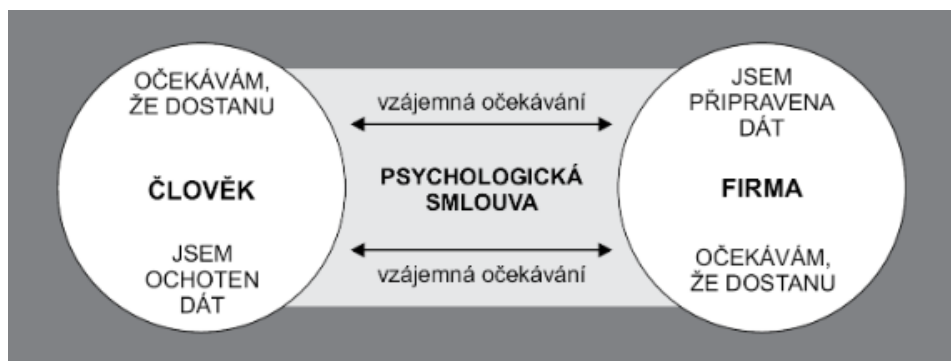 OČEKÁVÁM,
ŽE DOSTANU
ČLOVĚK
JSEM
OCHOTEN
DÁT
vzájemná očekávání
PSYCHOLOGICKÁ
SMLOUVA
vzájemná očekávání
JSEM
PŘIPRAVENA
DÁT
FIRMA
OČEKÁVÁM,
ŽE DOSTANU